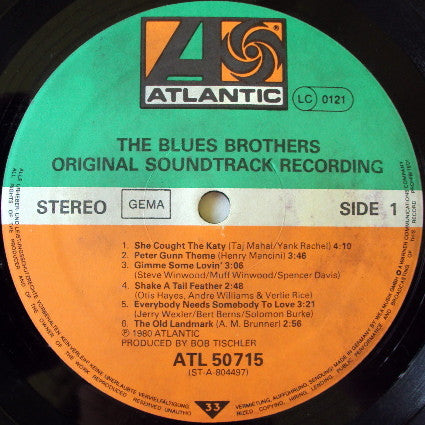 ATLANTIC
LC 0121
THE BLUES BROTHERS
ORIGINAL SOUNDTRACK RECORDING
STEREO
GEMA
SIDE 1
1. She Cought The Katy (Taj Mahal/Yank Rachel) 4:10
2. Peter Gunn Theme (Henry Mancini) 3:46
3. Gimme Some Lovin' 3:06
(Steve Winwood/Muff Winwood/Spencer Davis)
4. Shake A Tail Feather 2:48
(Otis Hayes, Andre Williams & Verlie Rice)
5. Everybody Needs Somebody To Love 3:21
(Jerry Wexler/Bert Berns/Solomon Burke)
6. The Old Landmark (A. M. Brunner) 2:56
℗ 1980 ATLANTIC
PRODUCED BY BOB TISCHLER
ATL 50715
(ST-A-804497)
33